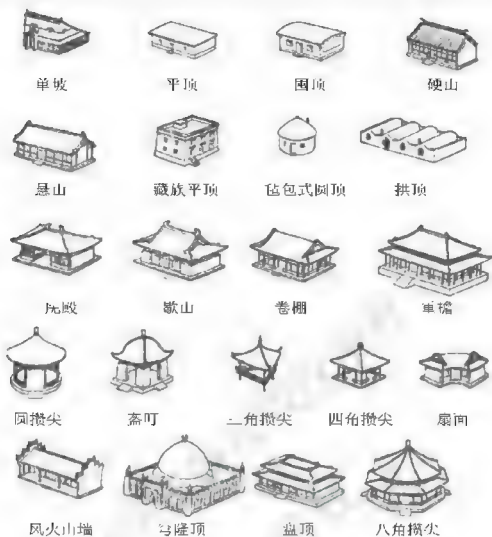 单坡 平顶 囤顶 硬山
悬山 藏族平顶 毡包式圆顶 拱顶
庑殿 歇山 卷棚 重檐
圆攒尖 盔顶 三角攒尖 四角攒尖 扇面
风火山墙 穹隆顶 盝顶 八角攒尖